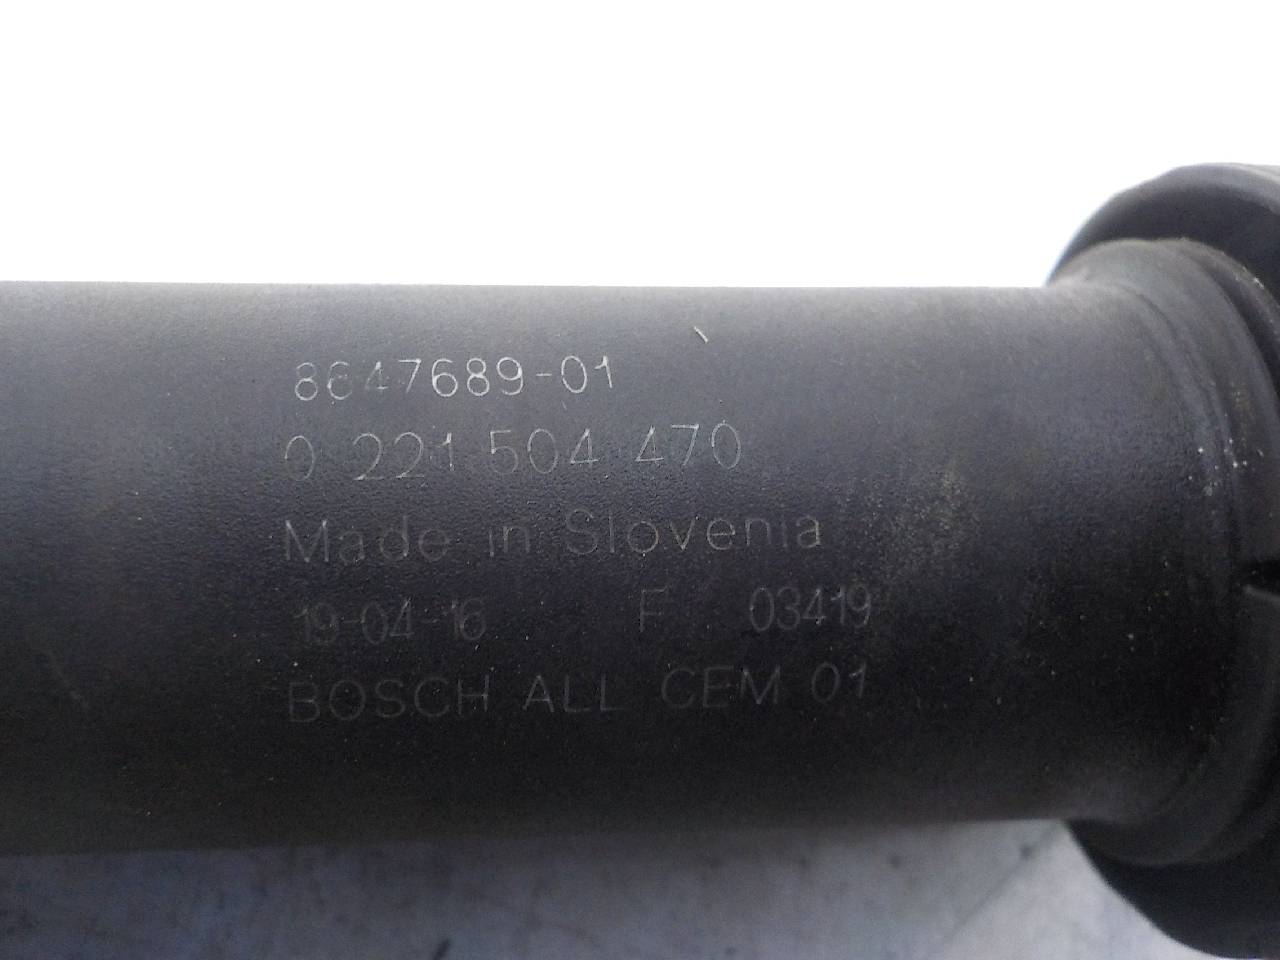 8647689-01
0 221 504 470
Made in Slovenia
19-04-16 F 03419
BOSCH ALL CEM 01